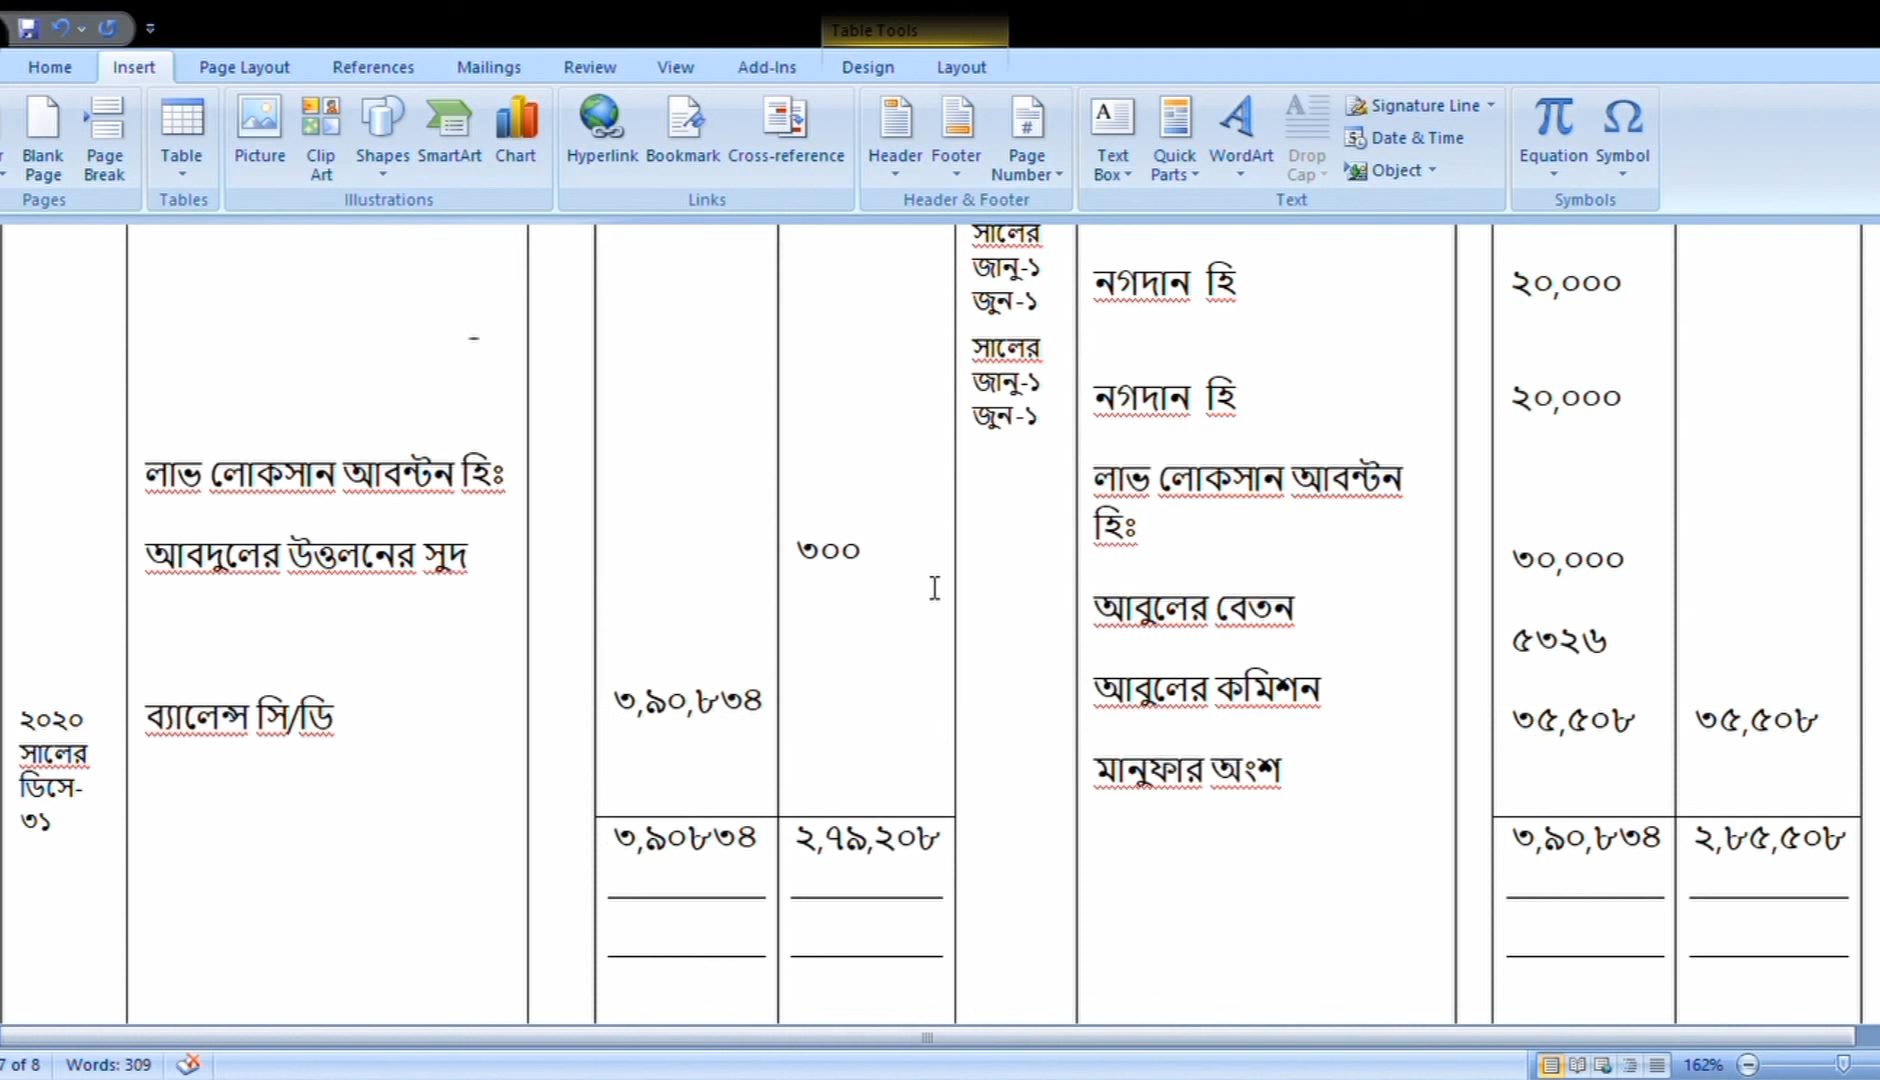 Table Tools
Home Insert Page Layout References Mailings Review View Add-Ins Design Layout
Blank Page
Page Break
Table
Picture
Clip Art
Shapes
SmartArt
Chart
Hyperlink
Bookmark
Cross-reference
Header
Footer
Page Number
Text Box
Quick Parts
WordArt
Drop Cap
Signature Line
Date & Time
Object
Equation
Symbol
Pages Tables Illustrations Links Header & Footer Text Symbols
সালের
জানু-১
জুন-১
নগদান হি ২০,০০০
-
সালের
জানু-১
জুন-১
নগদান হি ২০,০০০
লাভ লোকসান আবন্টন হিঃ
লাভ লোকসান আবন্টন
হিঃ
আবদুলের উত্তলনের সুদ ৩০০
৩০,০০০
আবুলের বেতন
৫৩২৬
আবুলের কমিশন
২০২০
সালের
ডিসে-
৩১
ব্যালেন্স সি/ডি ৩,৯০,৮৩৪
৩৫,৫০৮ ৩৫,৫০৮
মানুফার অংশ
৩,৯০৮৩৪ ২,৭৯,২০৮ ৩,৯০,৮৩৪ ২,৮৫,৫০৮
7 of 8 Words: 309 162%